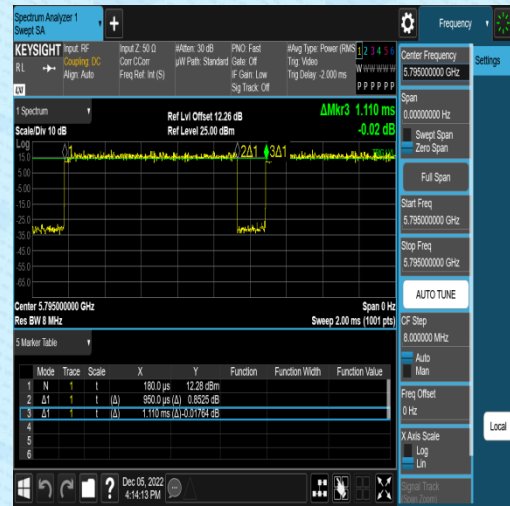 Spectrum Analyzer 1
Swept SA
+
Frequency
KEYSIGHT
RL
Input: RF
Coupling: DC
Align: Auto
Input Z: 50 Ω
Corr CCorr
Freq Ref: Int (S)
#Atten: 30 dB
µW Path: Standard
PNO: Fast
Gate: Off
IF Gain: Low
Sig Track: Off
#Avg Type: Power (RMS
Trig: Video
Trig Delay: -2.000 ms
1 2 3 4 5 6
W W W W W W
P P P P P P
Center Frequency
5.795000000 GHz
Settings
Span
0.00000000 Hz
Swept Span
Zero Span
Full Span
Start Freq
5.795000000 GHz
Stop Freq
5.795000000 GHz
AUTO TUNE
CF Step
8.000000 MHz
Auto
Man
Freq Offset
0 Hz
X Axis Scale
Log
Lin
Signal Track
(Span Zoom)
Local
1 Spectrum
Scale/Div 10 dB
Ref Lvl Offset 12.26 dB
Ref Level 25.00 dBm
ΔMkr3 1.110 ms
-0.02 dB
Log
15.0
5.00
-5.00
-15.0
-25.0
-35.0
-45.0
-55.0
-65.0
1
2Δ1
3Δ1
Center 5.795000000 GHz
Res BW 8 MHz
Span 0 Hz
Sweep 2.00 ms (1001 pts)
5 Marker Table
Mode Trace Scale X Y Function Function Width Function Value
1 N 1 t 180.0 µs 12.28 dBm
2 Δ1 1 t (Δ) 950.0 µs (Δ) 0.8525 dB
3 Δ1 1 t (Δ) 1.110 ms (Δ) -0.01764 dB
4
5
6
?
Dec 05, 2022
4:14:13 PM